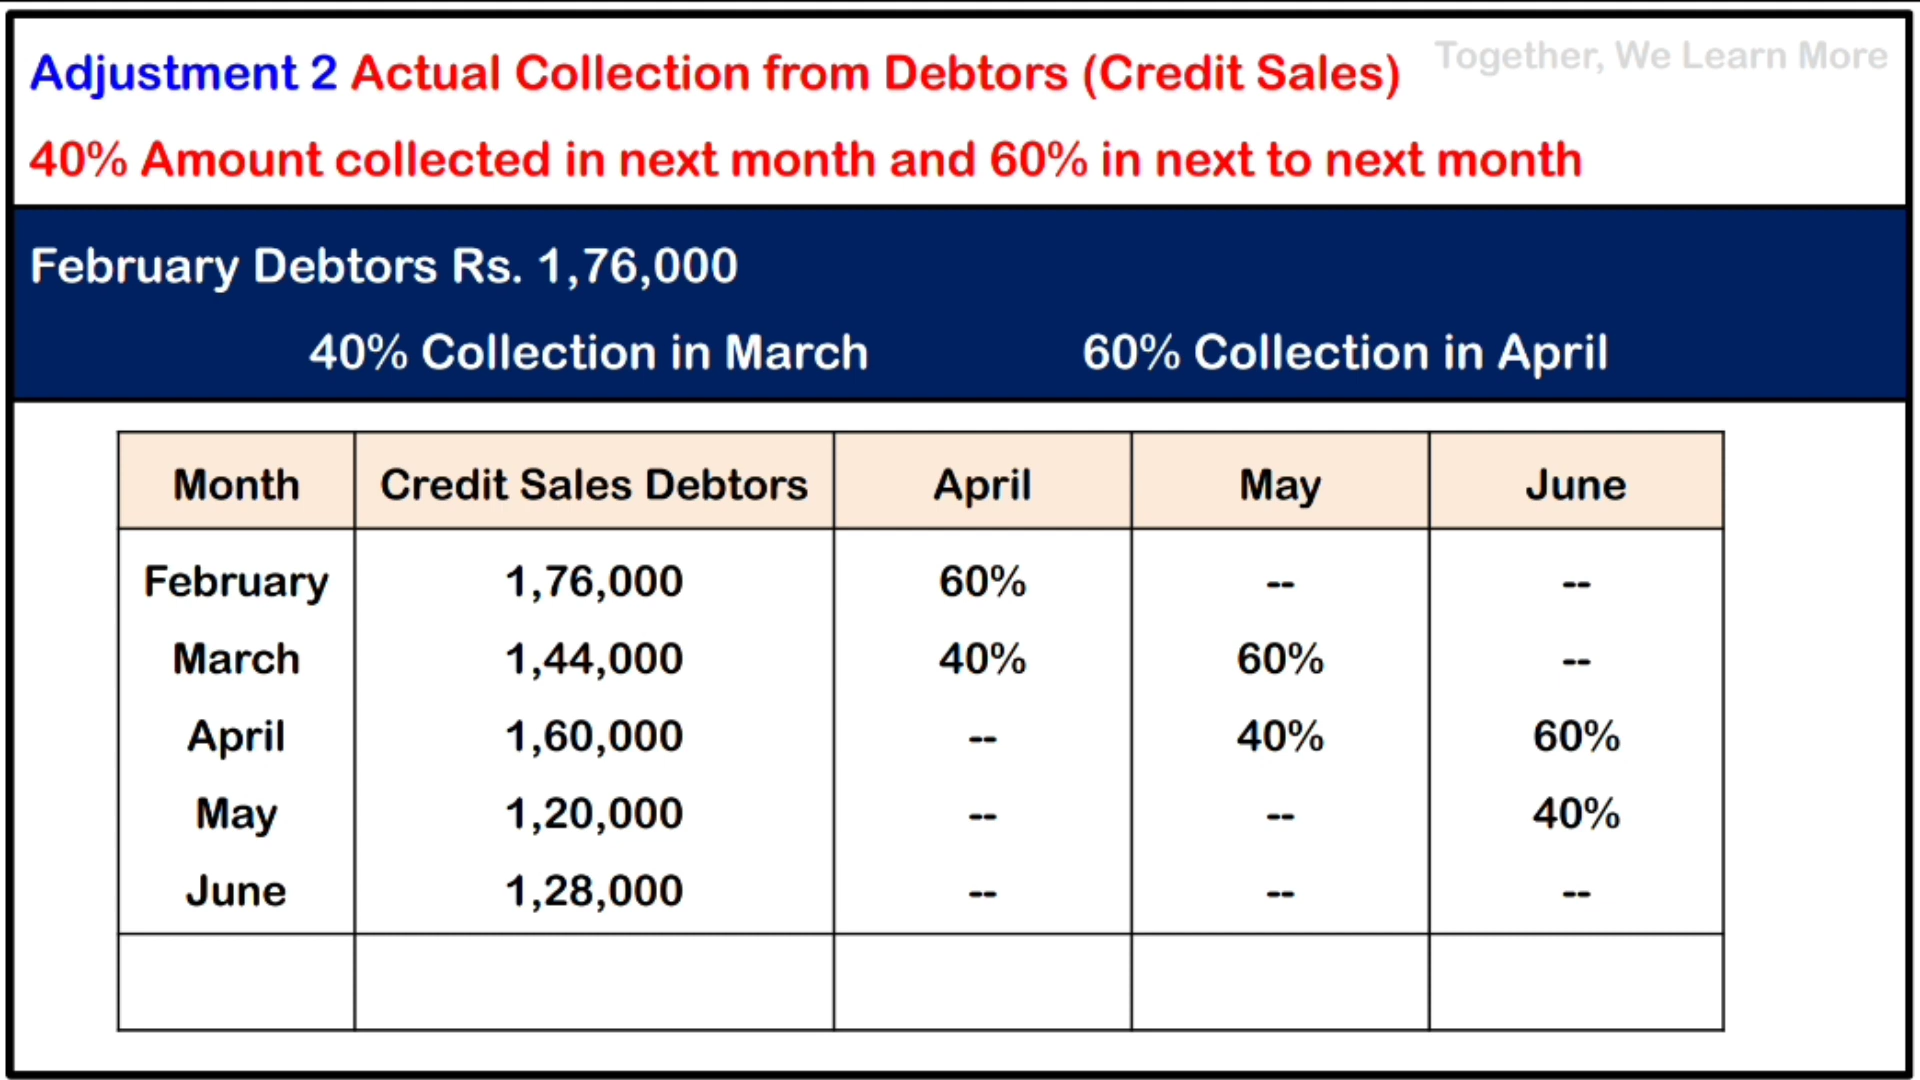 Together, We Learn More
Adjustment 2 Actual Collection from Debtors (Credit Sales)
40% Amount collected in next month and 60% in next to next month
February Debtors Rs. 1,76,000
40% Collection in March 60% Collection in April
Month Credit Sales Debtors April May June
February 1,76,000 60% -- --
March 1,44,000 40% 60% --
April 1,60,000 -- 40% 60%
May 1,20,000 -- -- 40%
June 1,28,000 -- -- --